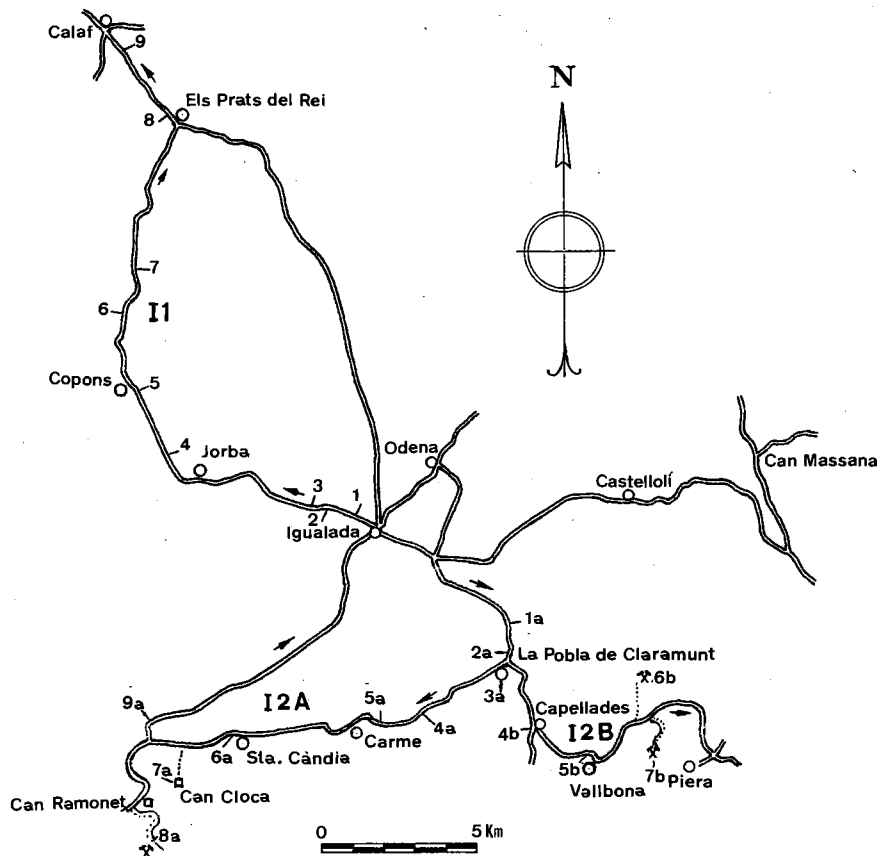 Calaf
9
N
Els Prats del Rei
8
7
6
I1
Copons
5
4
Jorba
3
2
1
Igualada
Odena
Castellolí
Can Massana
1a
2a
La Pobla de Claramunt
3a
I2A
5a
4a
9a
6a
Sta. Càndia
Carme
7a
Can Cloca
Can Ramonet
8a
Capellades
4b
I2B
6b
5b
Vallbona
7b
Piera
0 5 Km